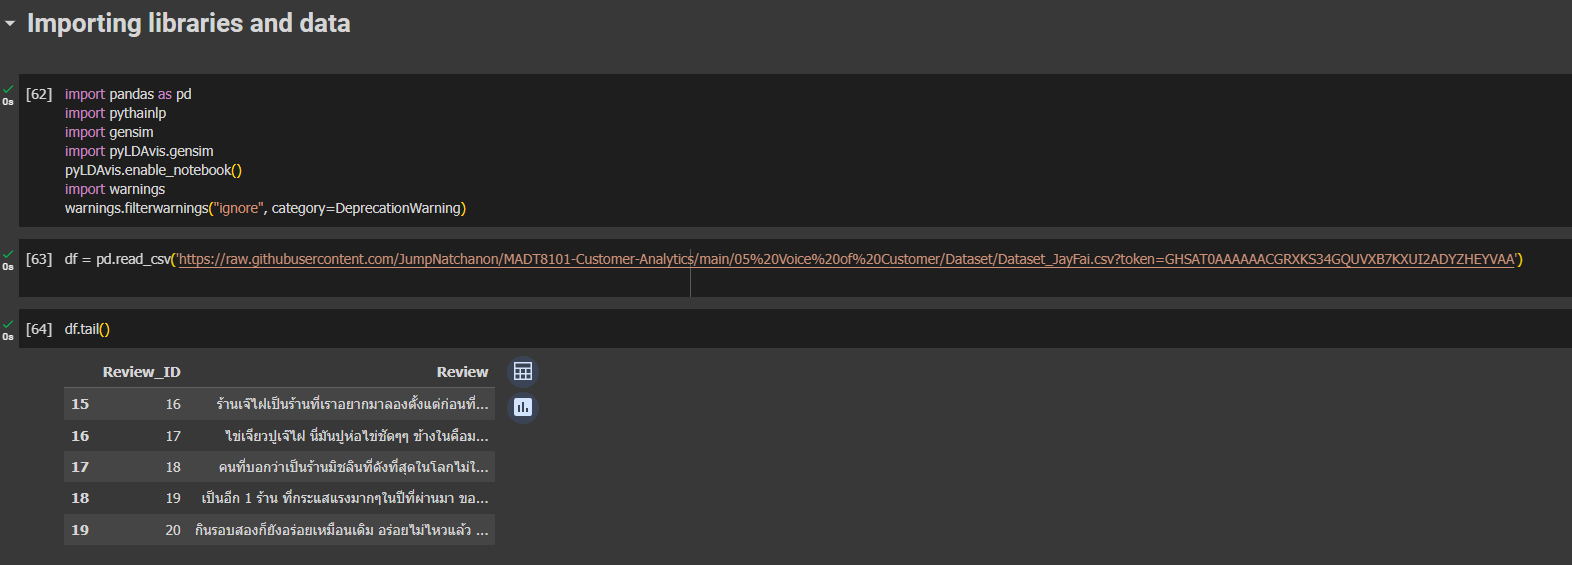 Importing libraries and data
0s
[62]
import pandas as pd
import pythainlp
import gensim
import pyLDAvis.gensim
pyLDAvis.enable_notebook()
import warnings
warnings.filterwarnings("ignore", category=DeprecationWarning)
0s
[63] df = pd.read_csv('https://raw.githubusercontent.com/JumpNatchanon/MADT8101-Customer-Analytics/main/05%20Voice%20of%20Customer/Dataset/Dataset_JayFai.csv?token=GHSAT0AAAAAACGRXKS34GQUVXB7KXUI2ADYZHEYVAA')
0s
[64] df.tail()
Review_ID Review
15 16 ร้านเจ๊ไฝเป็นร้านที่เราอยากมาลองตั้งแต่ก่อนที่...
16 17 ไข่เจียวปูเจ๊ไฝ นี่มันปูห่อไข่ชัดๆๆ ข้างในคือม...
17 18 คนที่บอกว่าเป็นร้านมิชลินที่ดังที่สุดในโลกไม่ใ...
18 19 เป็นอีก 1 ร้าน ที่กระแสแรงมากๆในปีที่ผ่านมา ขอ...
19 20 กินรอบสองก็ยังอร่อยเหมือนเดิม อร่อยไม่ไหวแล้ว ...